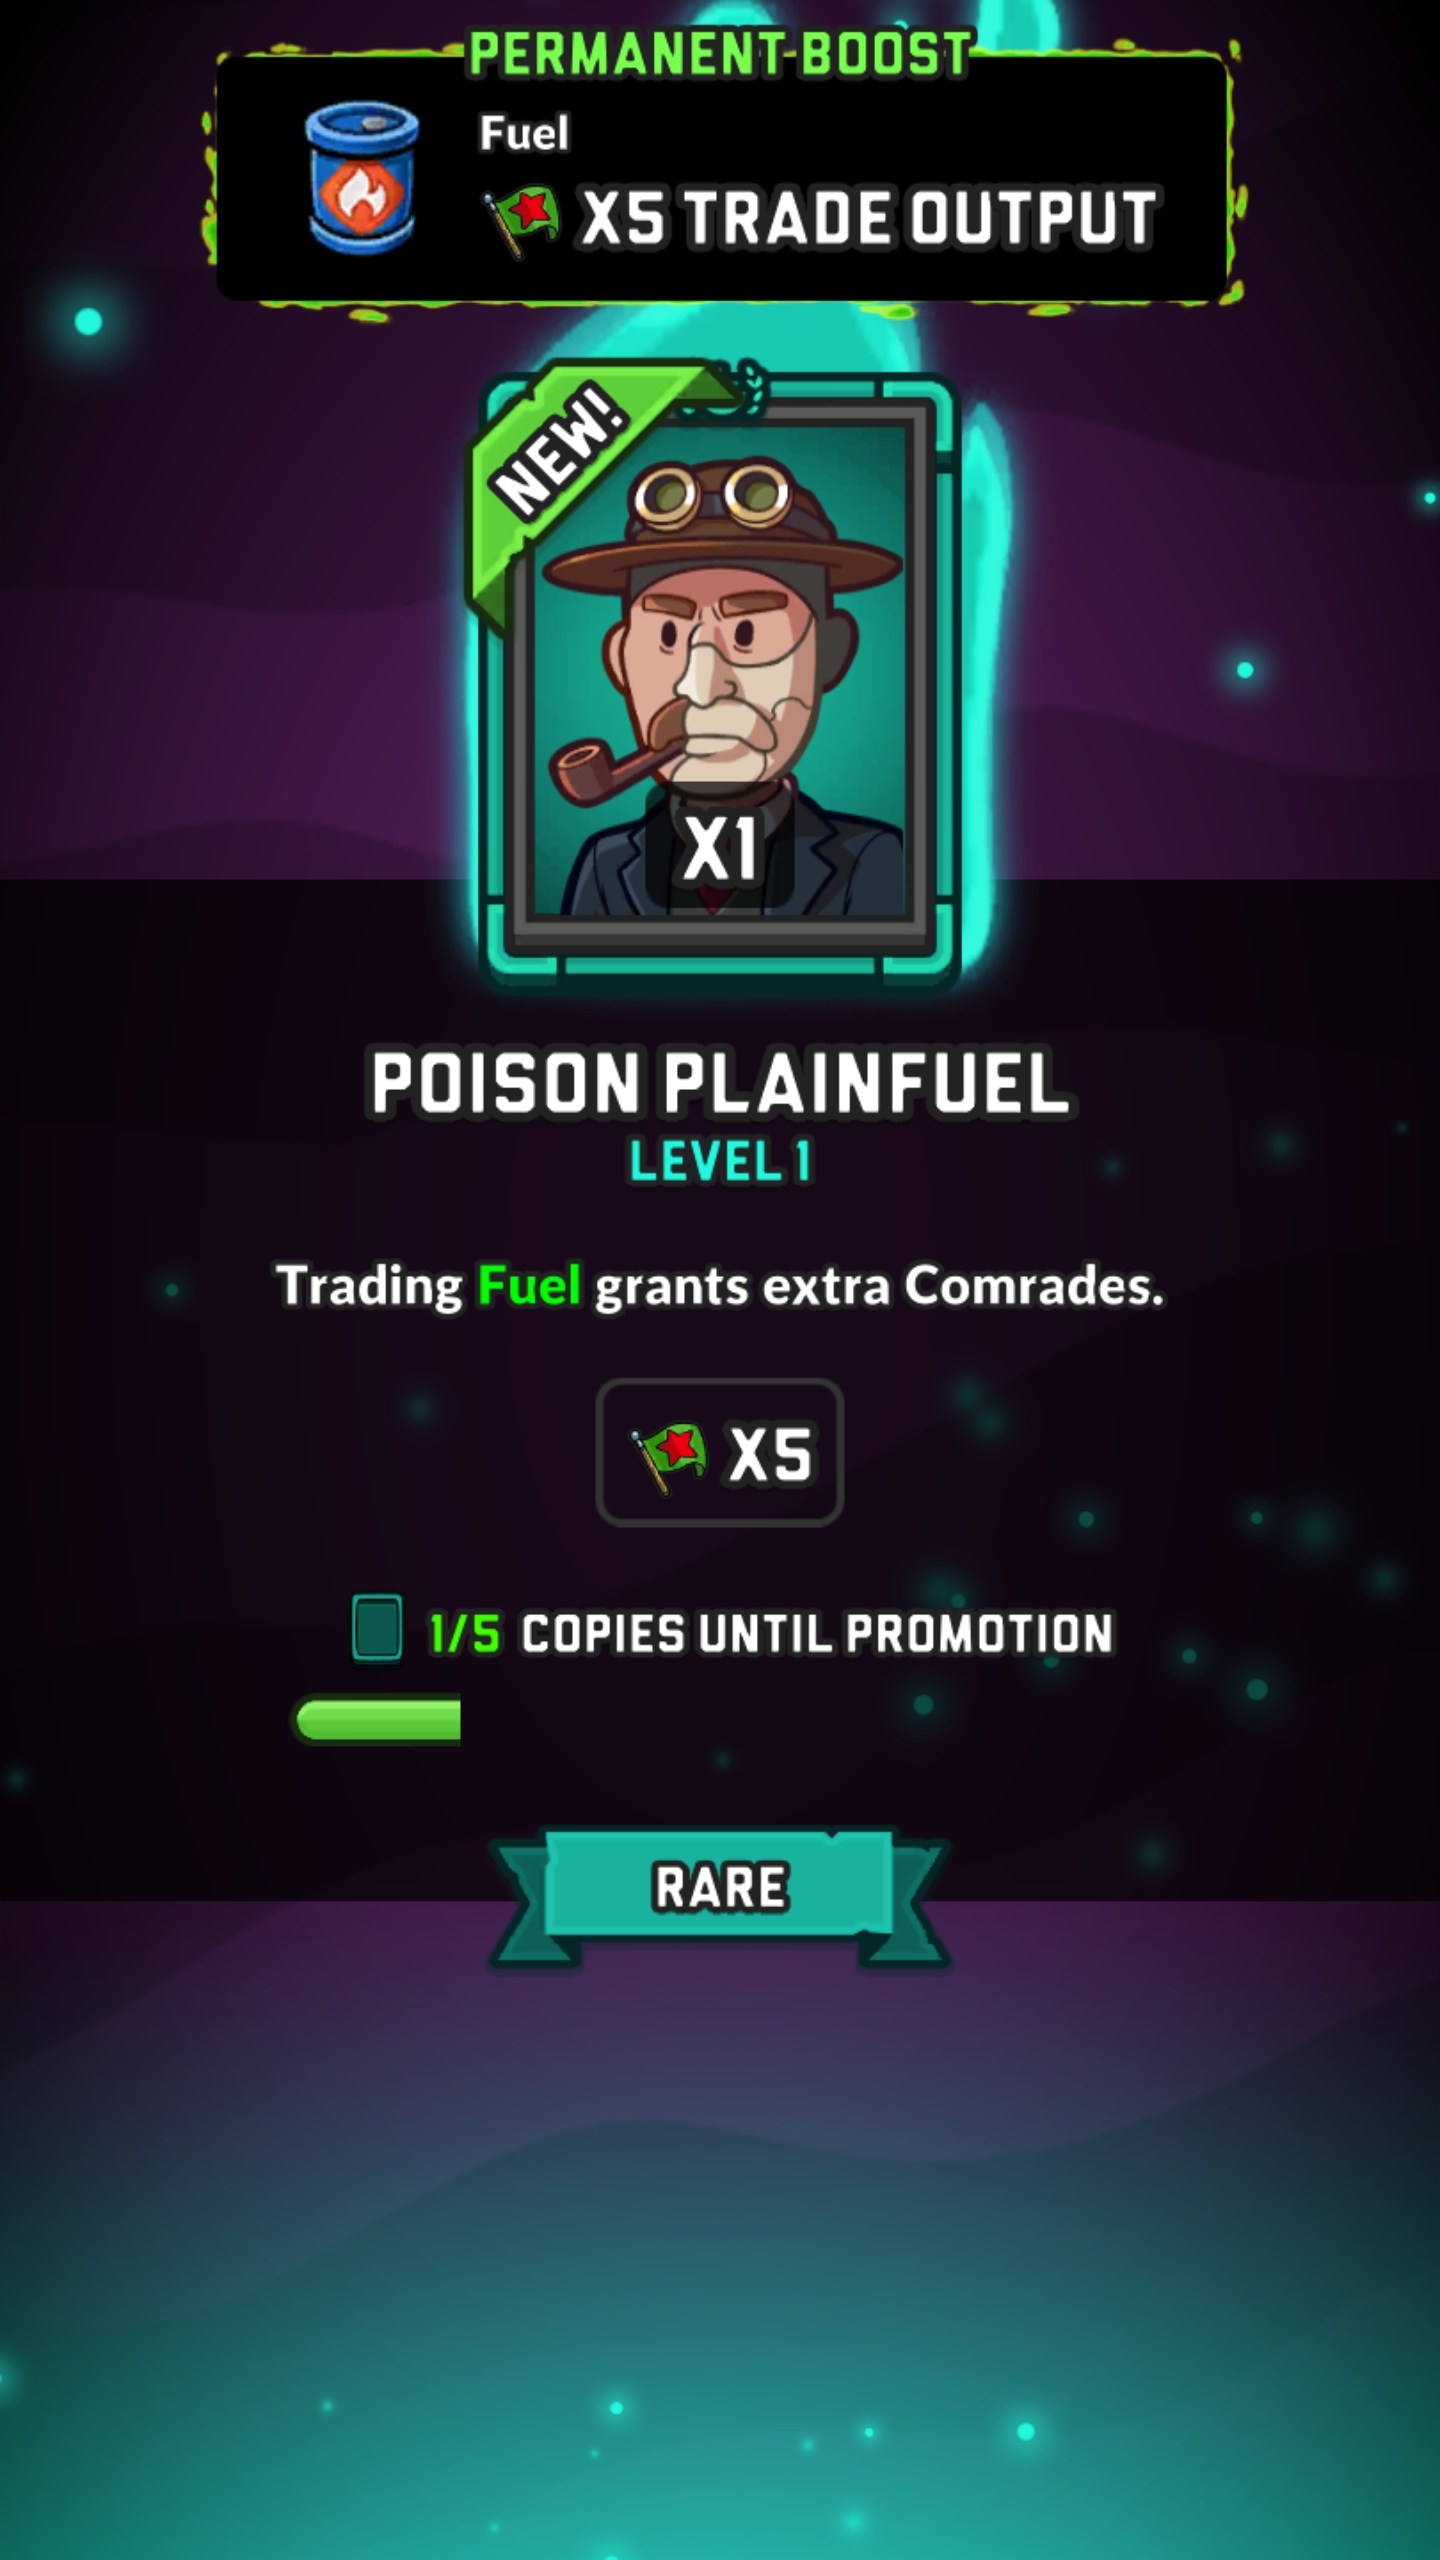 PERMANENT BOOST
Fuel
X5 TRADE OUTPUT
NEW!
X1
POISON PLAINFUEL
LEVEL 1
Trading Fuel grants extra Comrades.
X5
1/5 COPIES UNTIL PROMOTION
RARE